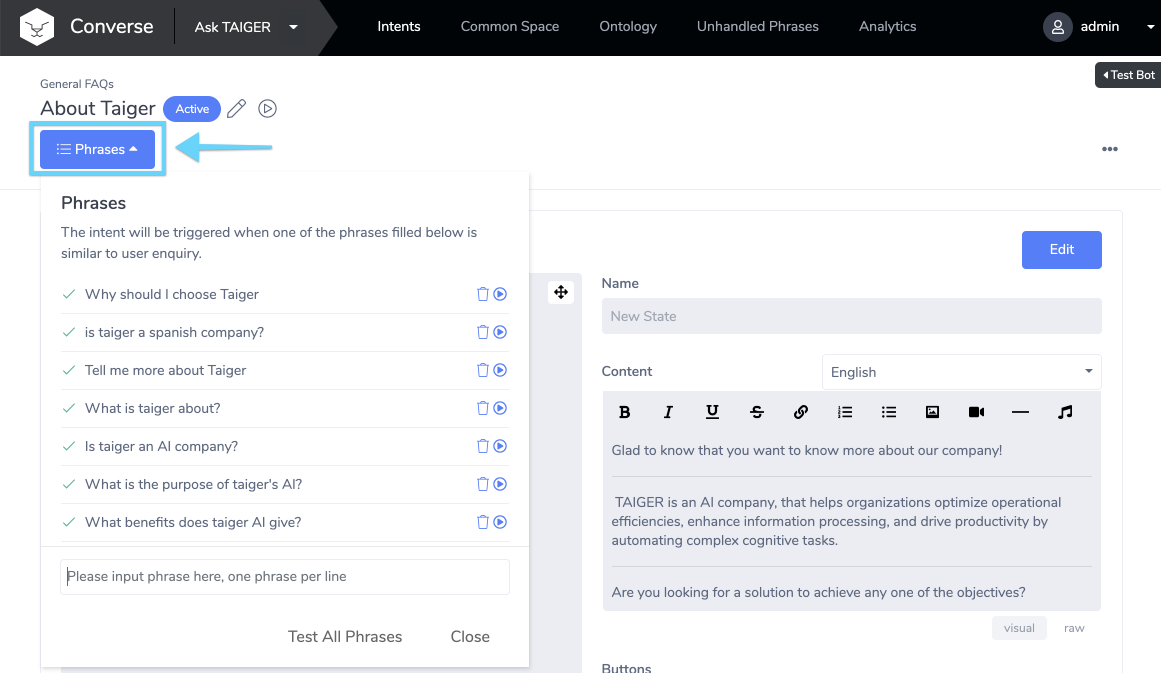 Converse
Ask TAIGER
Intents
Common Space
Ontology
Unhandled Phrases
Analytics
admin
Test Bot
General FAQs
About Taiger
Active
Phrases
Phrases
The intent will be triggered when one of the phrases filled below is
similar to user enquiry.
Why should I choose Taiger
is taiger a spanish company?
Tell me more about Taiger
What is taiger about?
Is taiger an AI company?
What is the purpose of taiger's AI?
What benefits does taiger AI give?
Please input phrase here, one phrase per line
Test All Phrases
Close
Edit
Name
New State
Content
English
Glad to know that you want to know more about our company!
TAIGER is an AI company, that helps organizations optimize operational
efficiencies, enhance information processing, and drive productivity by
automating complex cognitive tasks.
Are you looking for a solution to achieve any one of the objectives?
visual
raw
Buttons